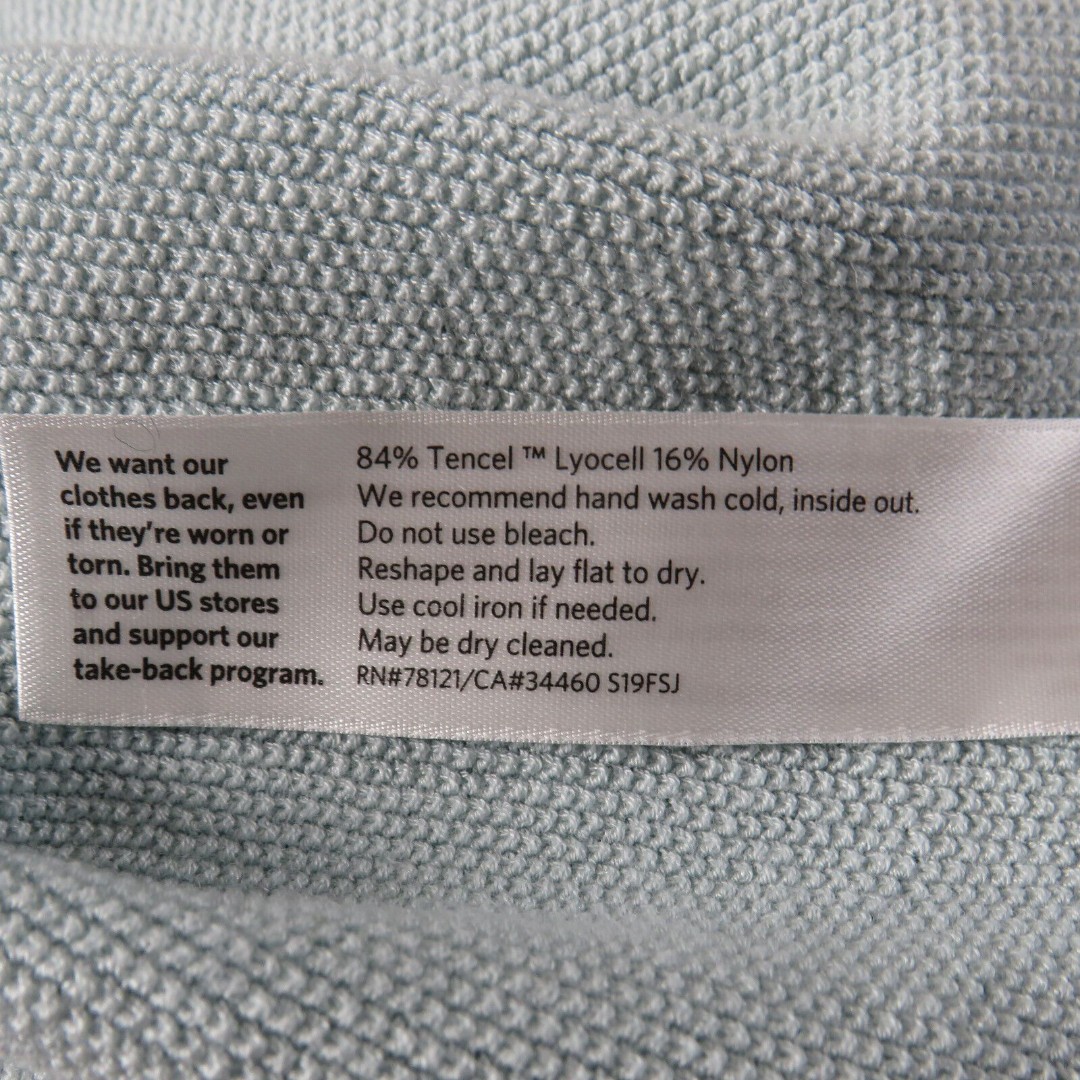 We want our
clothes back, even
if they're worn or
torn. Bring them
to our US stores
and support our
take-back program.
84% Tencel ™ Lyocell 16% Nylon
We recommend hand wash cold, inside out.
Do not use bleach.
Reshape and lay flat to dry.
Use cool iron if needed.
May be dry cleaned.
RN#78121/CA#34460 S19FSJ